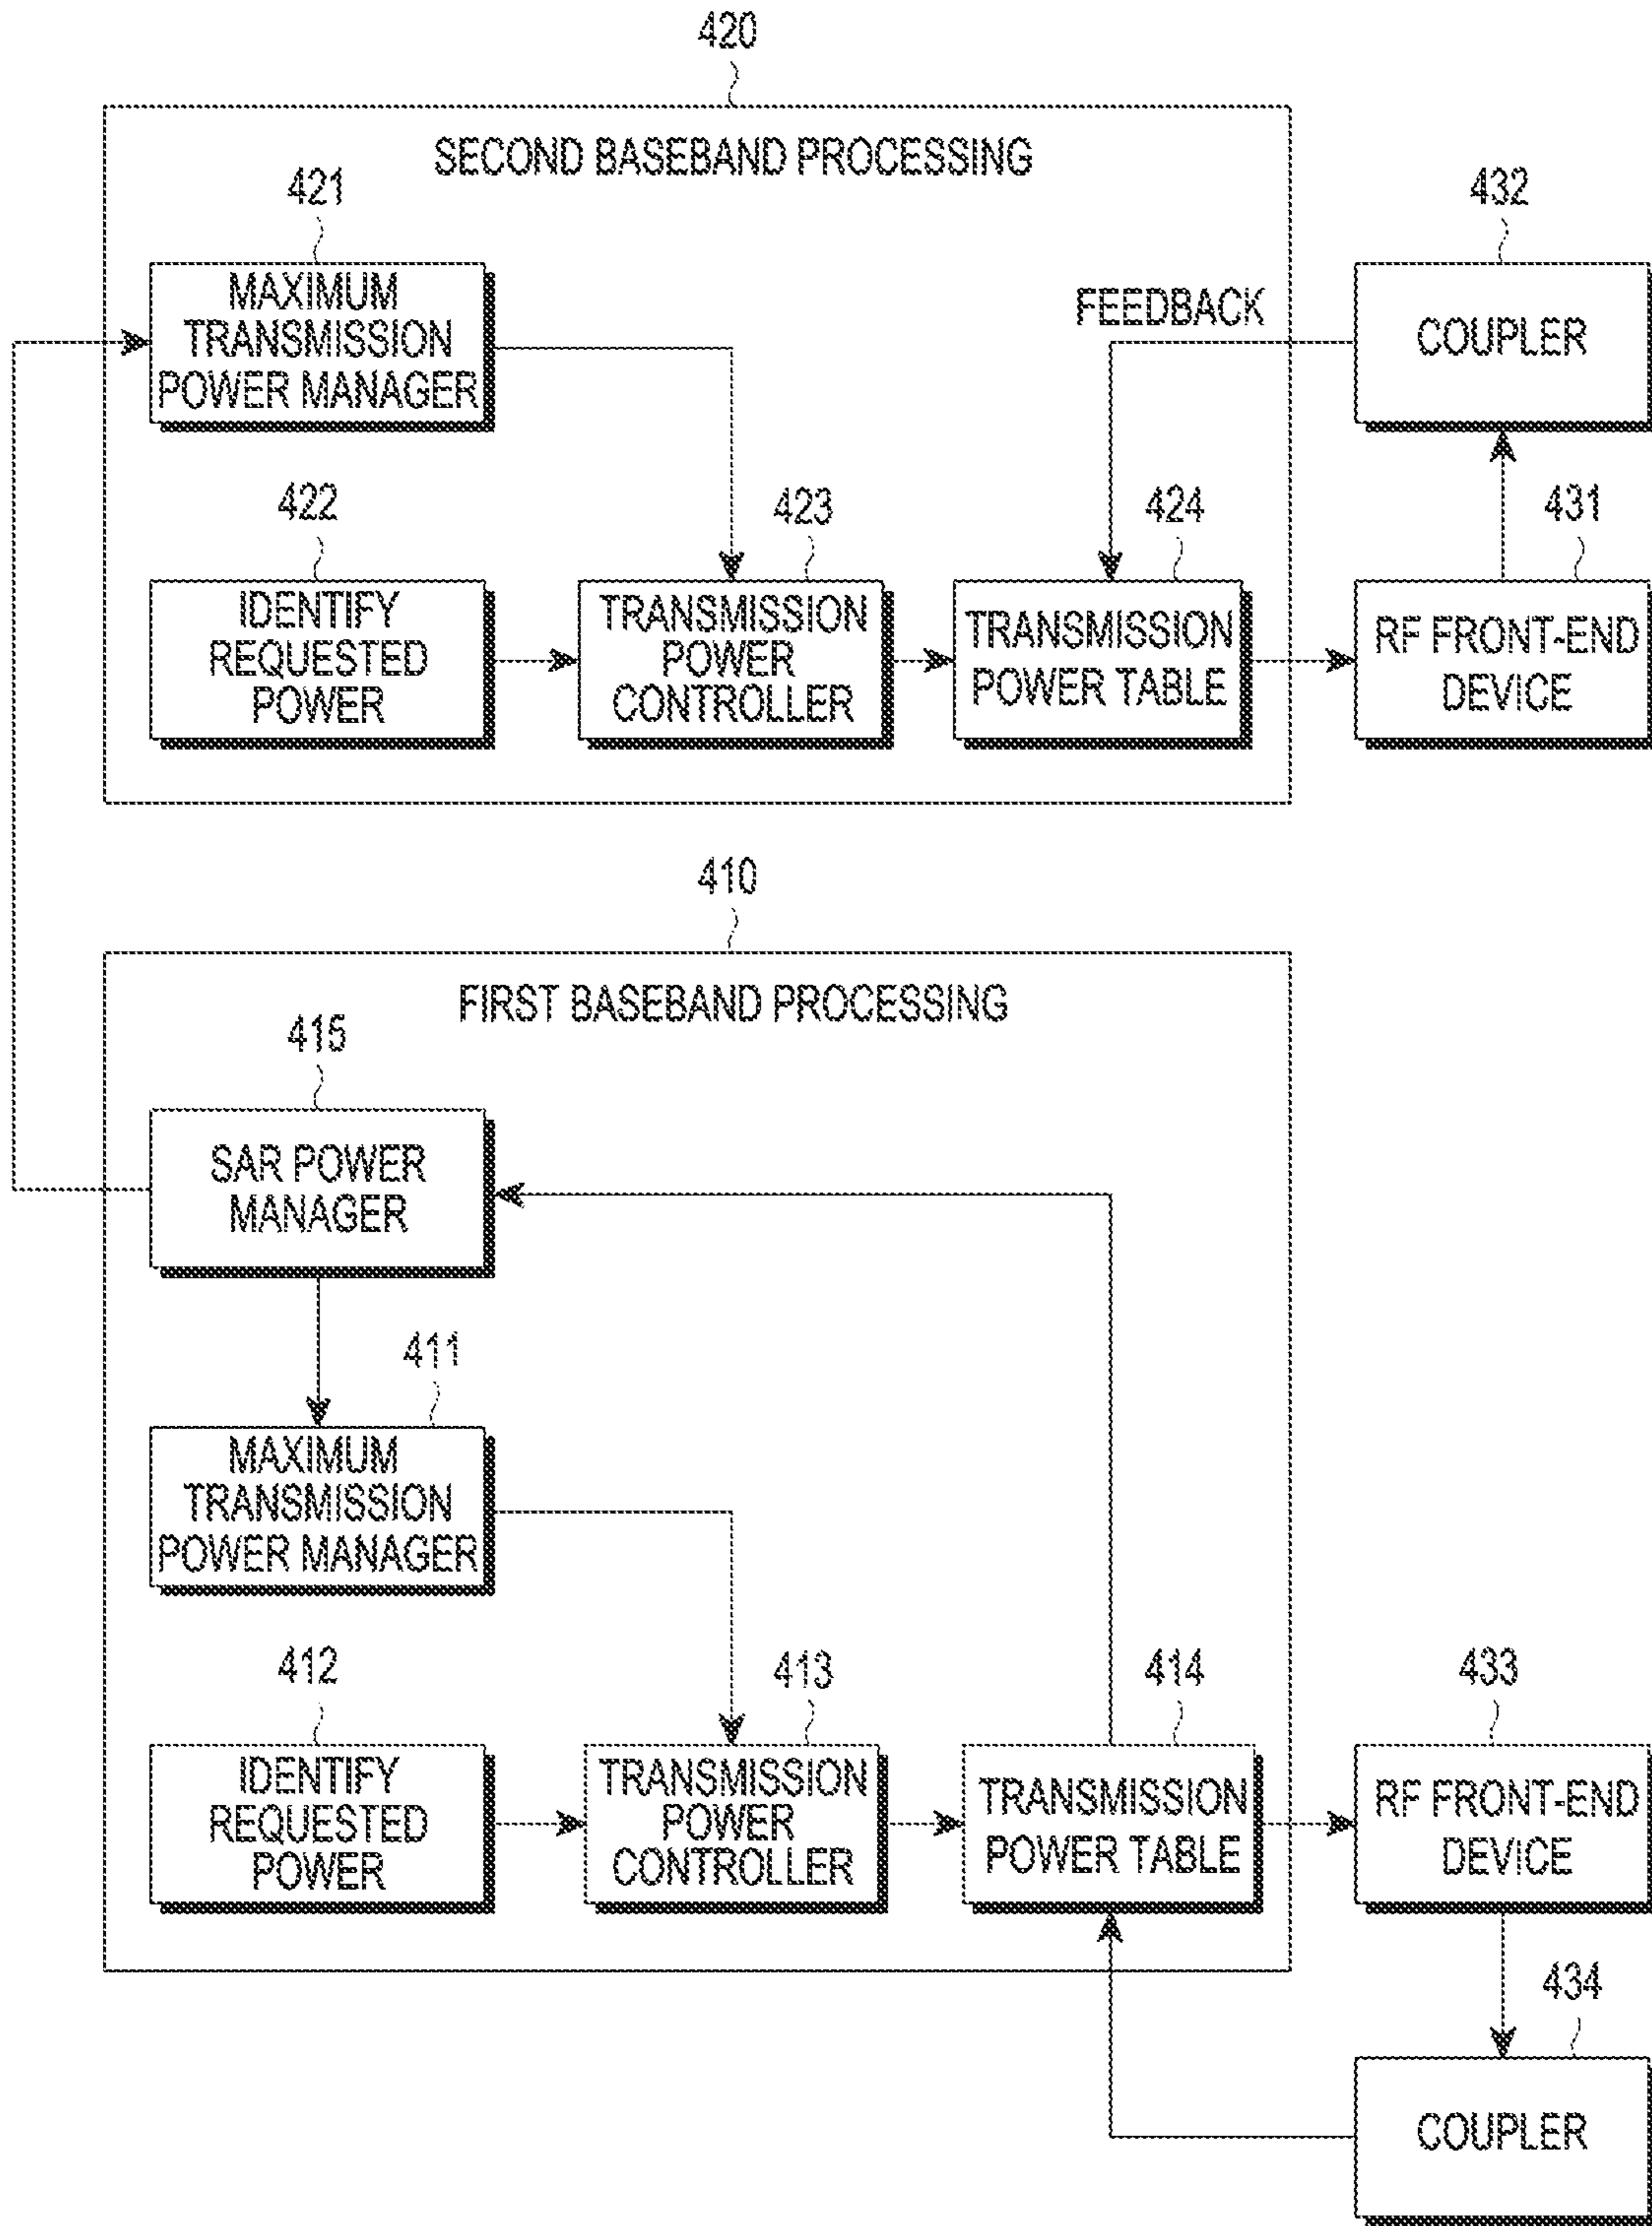 420
SECOND BASEBAND PROCESSING
421
432
MAXIMUM
TRANSMISSION
POWER MANAGER
FEEDBACK
COUPLER
422
423
424
431
IDENTIFY
REQUESTED
POWER
TRANSMISSION
POWER
CONTROLLER
TRANSMISSION
POWER TABLE
RF FRONT-END
DEVICE
410
FIRST BASEBAND PROCESSING
415
SAR POWER
MANAGER
411
MAXIMUM
TRANSMISSION
POWER MANAGER
412
413
414
433
IDENTIFY
REQUESTED
POWER
TRANSMISSION
POWER
CONTROLLER
TRANSMISSION
POWER TABLE
RF FRONT-END
DEVICE
434
COUPLER